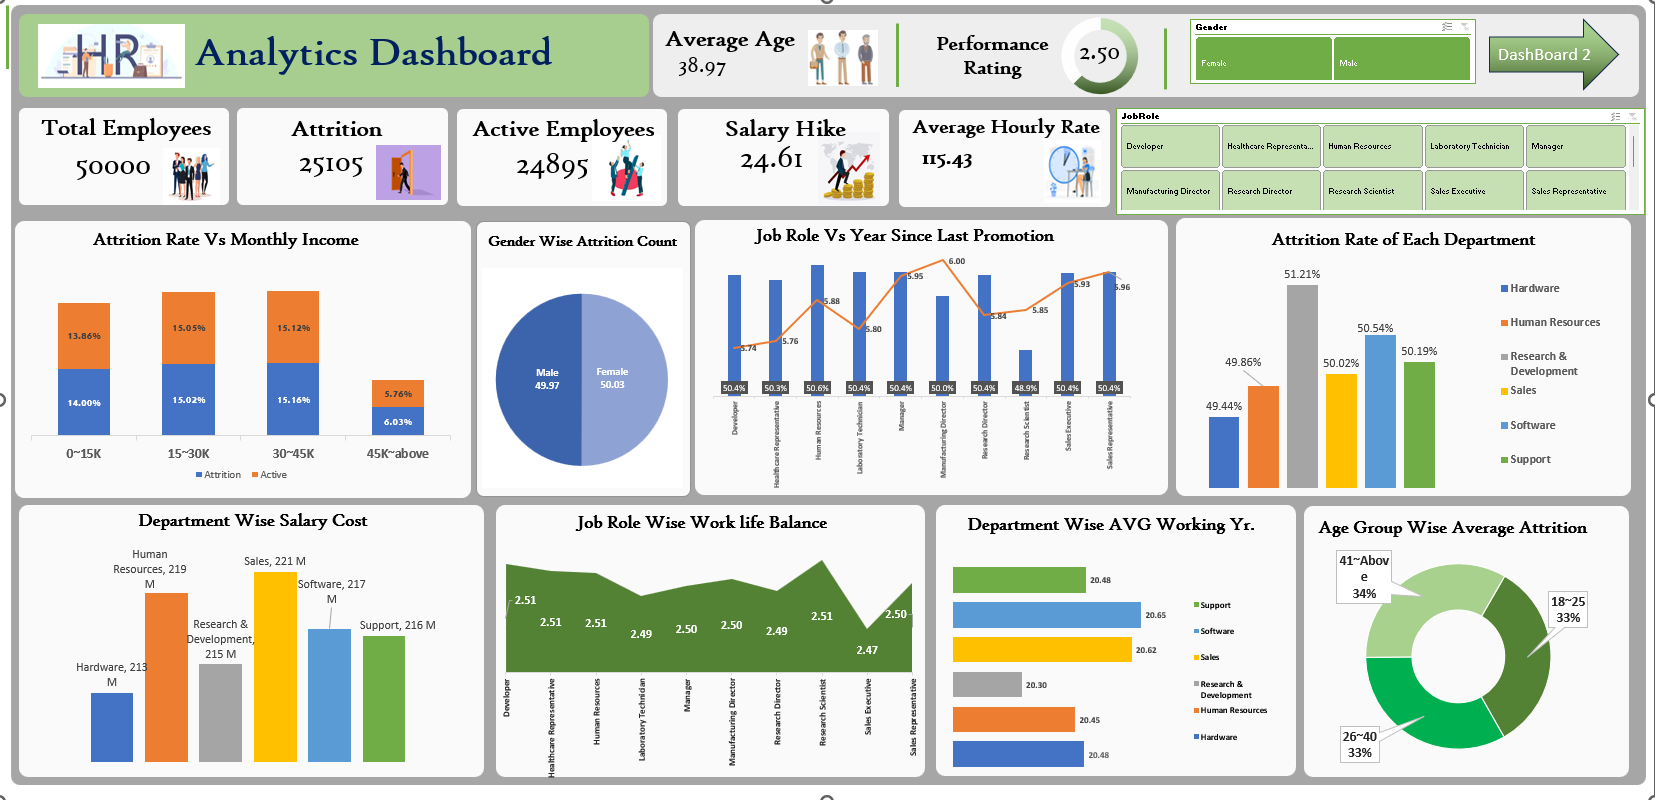 HR
Analytics Dashboard
Average Age
38.97
Performance
Rating
2.50
Gender
Female
Male
DashBoard 2
Total Employees
50000
Attrition
25105
Active Employees
24895
Salary Hike
24.61
Average Hourly Rate
115.43
JobRole
Developer
Healthcare Representa...
Human Resources
Laboratory Technician
Manager
Manufacturing Director
Research Director
Research Scientist
Sales Executive
Sales Representative
Attrition Rate Vs Monthly Income
13.86%
15.05%
15.12%
5.76%
14.00%
15.02%
15.16%
6.03%
0~15K
15~30K
30~45K
45K~above
Attrition
Active
Gender Wise Attrition Count
Male
49.97
Female
50.03
Job Role Vs Year Since Last Promotion
5.74
5.76
5.88
5.80
5.95
6.00
5.84
5.85
5.93
5.96
50.4%
50.3%
50.6%
50.4%
50.4%
50.0%
50.4%
48.9%
50.4%
50.4%
Developer
Healthcare Representative
Human Resources
Laboratory Technician
Manager
Manufacturing Director
Research Director
Research Scientist
Sales Executive
Sales Representative
Attrition Rate of Each Department
49.44%
49.86%
51.21%
50.02%
50.54%
50.19%
Hardware
Human Resources
Research &
Development
Sales
Software
Support
Department Wise Salary Cost
Hardware, 213
M
Human
Resources, 219
M
Research &
Development,
215 M
Sales, 221 M
Software, 217
M
Support, 216 M
Job Role Wise Work life Balance
2.51
2.51
2.51
2.49
2.50
2.50
2.49
2.51
2.47
2.50
Developer
Healthcare Representative
Human Resources
Laboratory Technician
Manager
Manufacturing Director
Research Director
Research Scientist
Sales Executive
Sales Representative
Department Wise AVG Working Yr.
20.48
20.65
20.62
20.30
20.45
20.48
Support
Software
Sales
Research &
Development
Human Resources
Hardware
Age Group Wise Average Attrition
41~Abov
e
34%
18~25
33%
26~40
33%